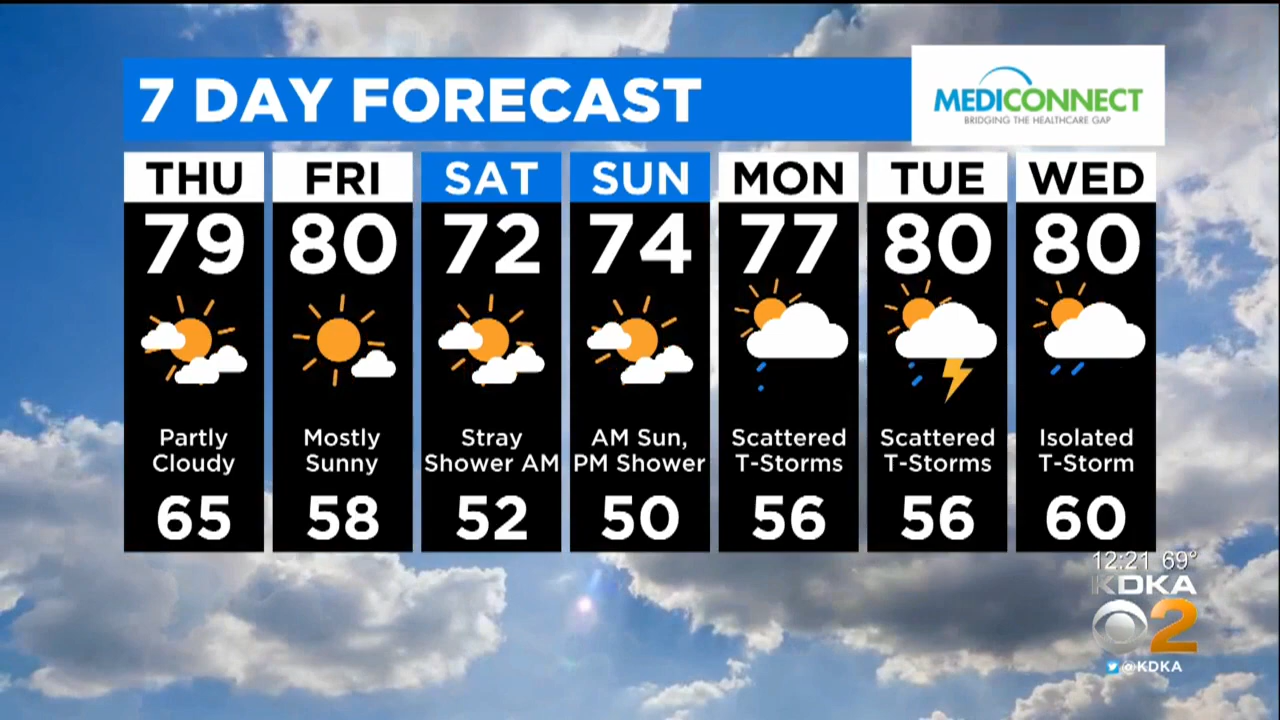 7 DAY FORECAST
MEDICONNECT
BRIDGING THE HEALTHCARE GAP
THU
79
Partly
Cloudy
65
FRI
80
Mostly
Sunny
58
SAT
72
Stray
Shower AM
52
SUN
74
AM Sun,
PM Shower
50
MON
77
Scattered
T-Storms
56
TUE
80
Scattered
T-Storms
56
WED
80
Isolated
T-Storm
60
12:21 69°
KDKA
2
@KDKA